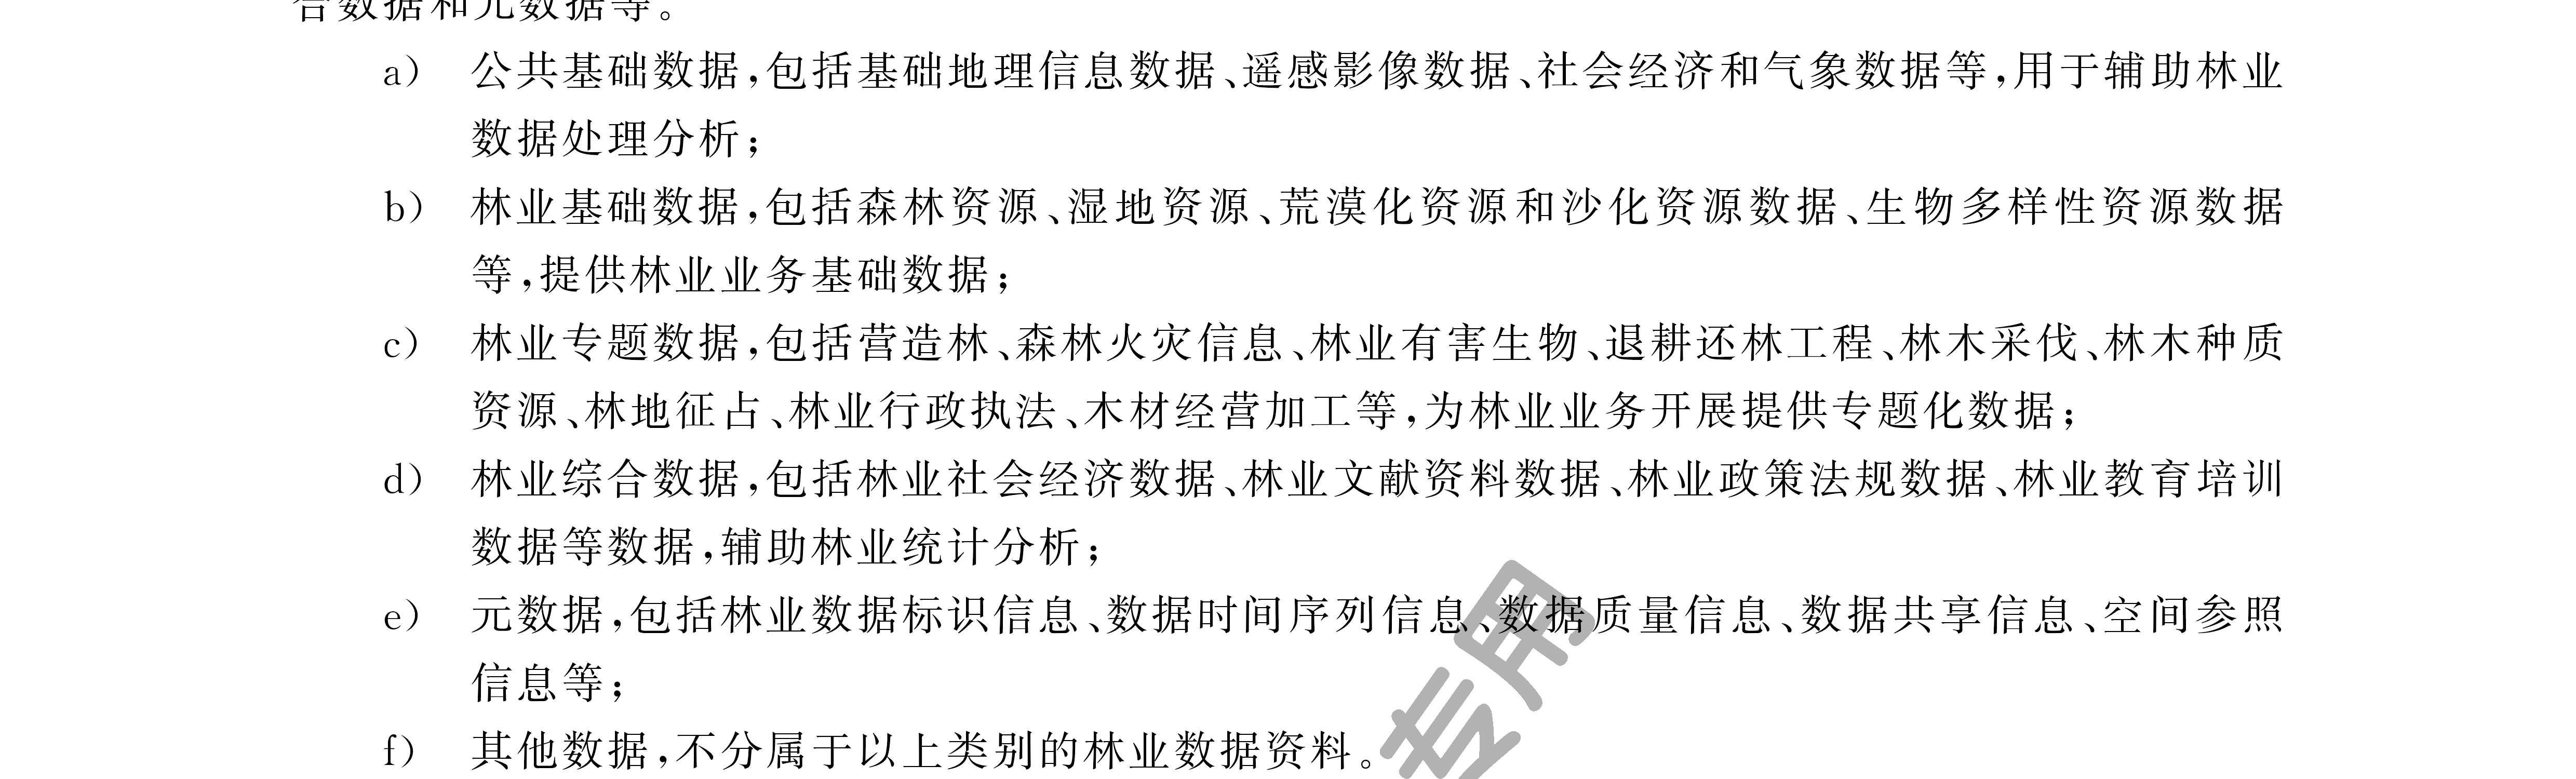 合数据和元数据等。
a) 公共基础数据,包括基础地理信息数据、遥感影像数据、社会经济和气象数据等,用于辅助林业
数据处理分析;
b) 林业基础数据,包括森林资源、湿地资源、荒漠化资源和沙化资源数据、生物多样性资源数据
等,提供林业业务基础数据;
c) 林业专题数据,包括营造林、森林火灾信息、林业有害生物、退耕还林工程、林木采伐、林木种质
资源、林地征占、林业行政执法、木材经营加工等,为林业业务开展提供专题化数据;
d) 林业综合数据,包括林业社会经济数据、林业文献资料数据、林业政策法规数据、林业教育培训
数据等数据,辅助林业统计分析;
e) 元数据,包括林业数据标识信息、数据时间序列信息、数据质量信息、数据共享信息、空间参照
信息等;
f) 其他数据,不分属于以上类别的林业数据资料。
专用